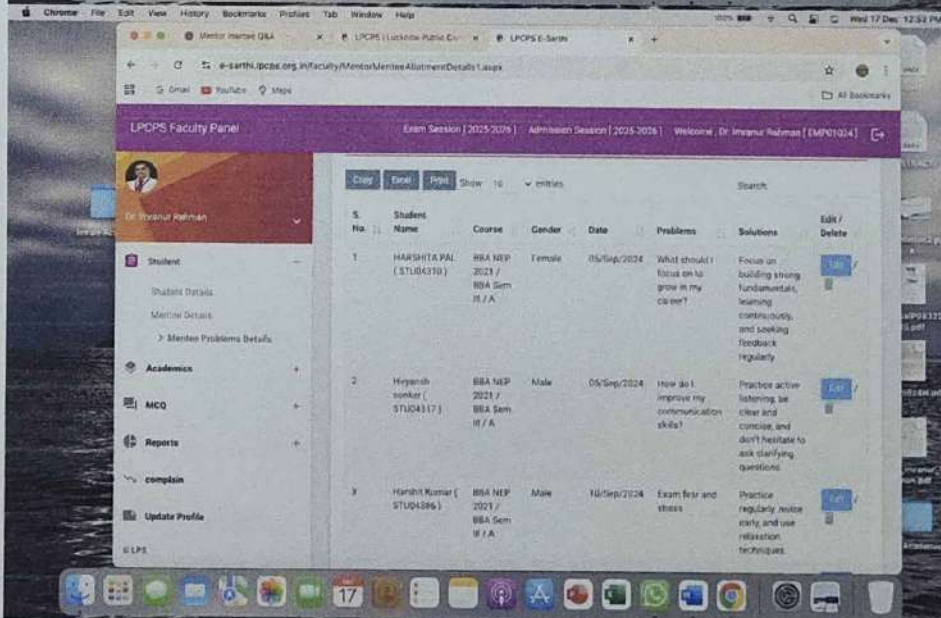 Chrome File Edit View History Bookmarks Profiles Tab Window Help
Wed 17 Dec 12:52 PM
Mentor mentee Q&A
LPCPS | Lucknow Public Co
LPCPS E-Sarthi
e-sarthi.lpcps.org.in/faculty/MentorMenteeAllotmentDetails1.aspx
Gmail YouTube Maps
All Bookmarks
LPCPS Faculty Panel
Exam Session [ 2025-2026 ] Admission Session [ 2025-2026 ] Welcome , Dr. Imranur Rahman [ EMP01024 ]
Dr. Imranur Rahman
Student
Student Details
Mentee Details
> Mentee Problems Details
Academics +
MCQ +
Reports +
complain
Update Profile
© LPS
Copy Excel Print Show 10 entries
Search:
S. No. Student Name Course Gender Date Problems Solutions Edit / Delete
1 HARSHITA PAL Female 05/Sep/2024
( STU04310 )
BBA NEP
2021 /
BBA Sem
III / A
What should I
focus on to
grow in my
career?
Focus on
building strong
fundamentals,
learning
continuously,
and seeking
feedback
regularly.
Edit /
2 Male 05/Sep/2024
sonker (
STU04317 )
BBA NEP
2021 /
BBA Sem
III / A
How do I
improve my
communication
skills?
Practice active
listening, be
clear and
concise, and
don't hesitate to
ask clarifying
questions.
Edit /
3 Harshit Kumar ( Male 10/Sep/2024
STU04386 )
BBA NEP
2021 /
BBA Sem
III / A
Exam fear and
stress
Practice
regularly, revise
early, and use
relaxation
techniques.
Edit /
DEC
17